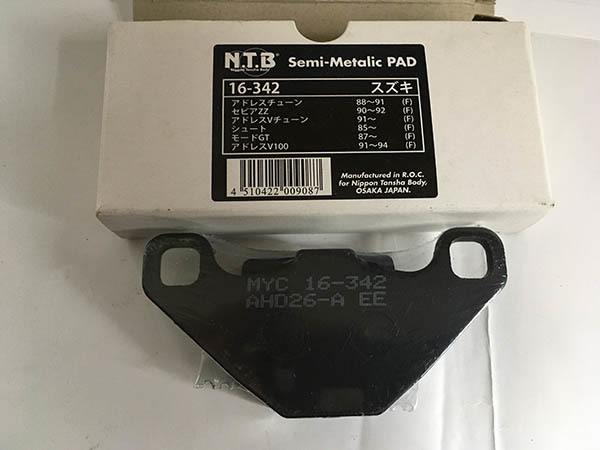 N.T.B
Nippon Tansha Body
Semi-Metalic PAD
16-342 スズキ
アドレスチューン 88～91 (F)
セピアZZ 90～92 (F)
アドレスVチューン 91～ (F)
シュート 85～ (F)
モードGT 87～ (F)
アドレスV100 91～94 (F)
4 510422 009087
Manufactured in R.O.C.
for Nippon Tansha Body,
OSAKA JAPAN.
MYC 16-342
AHD26-A EE